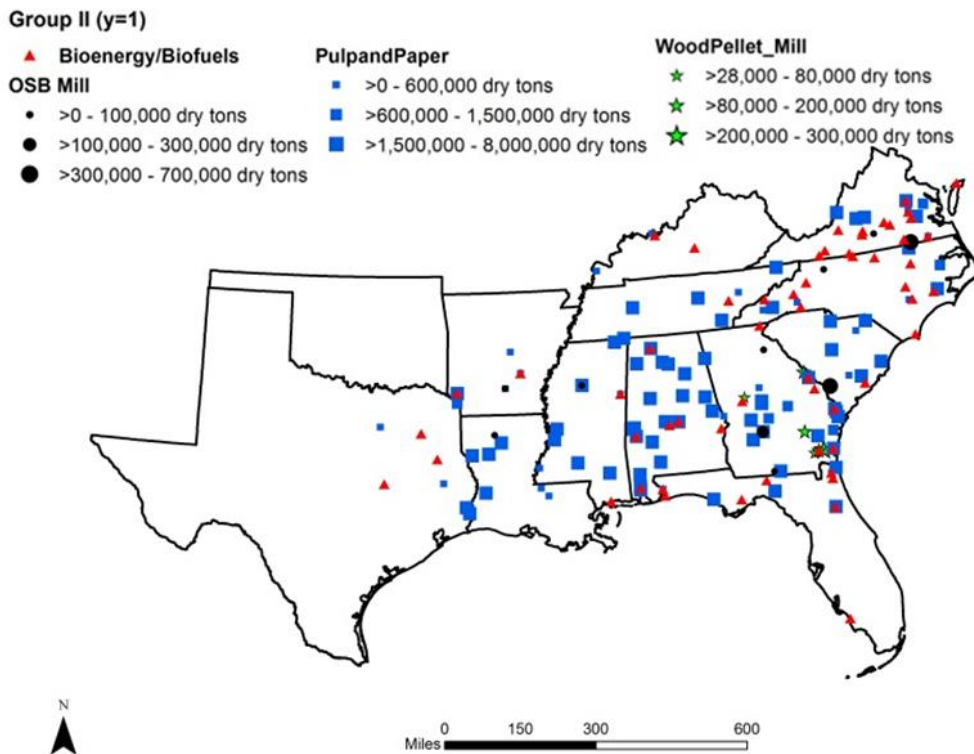 Group II (y=1)
Bioenergy/Biofuels
OSB Mill
>0 - 100,000 dry tons
>100,000 - 300,000 dry tons
>300,000 - 700,000 dry tons
PulpandPaper
>0 - 600,000 dry tons
>600,000 - 1,500,000 dry tons
>1,500,000 - 8,000,000 dry tons
WoodPellet_Mill
>28,000 - 80,000 dry tons
>80,000 - 200,000 dry tons
>200,000 - 300,000 dry tons
N
0 150 300 600
Miles